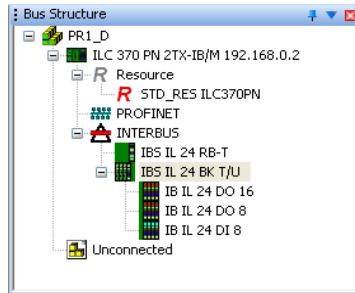 Bus Structure
PR1_D
ILC 370 PN 2TX-IB/M 192.168.0.2
R Resource
R STD_RES ILC370PN
PROFINET
INTERBUS
IBS IL 24 RB-T
IBS IL 24 BK T/U
IB IL 24 DO 16
IB IL 24 DO 8
IB IL 24 DI 8
Unconnected